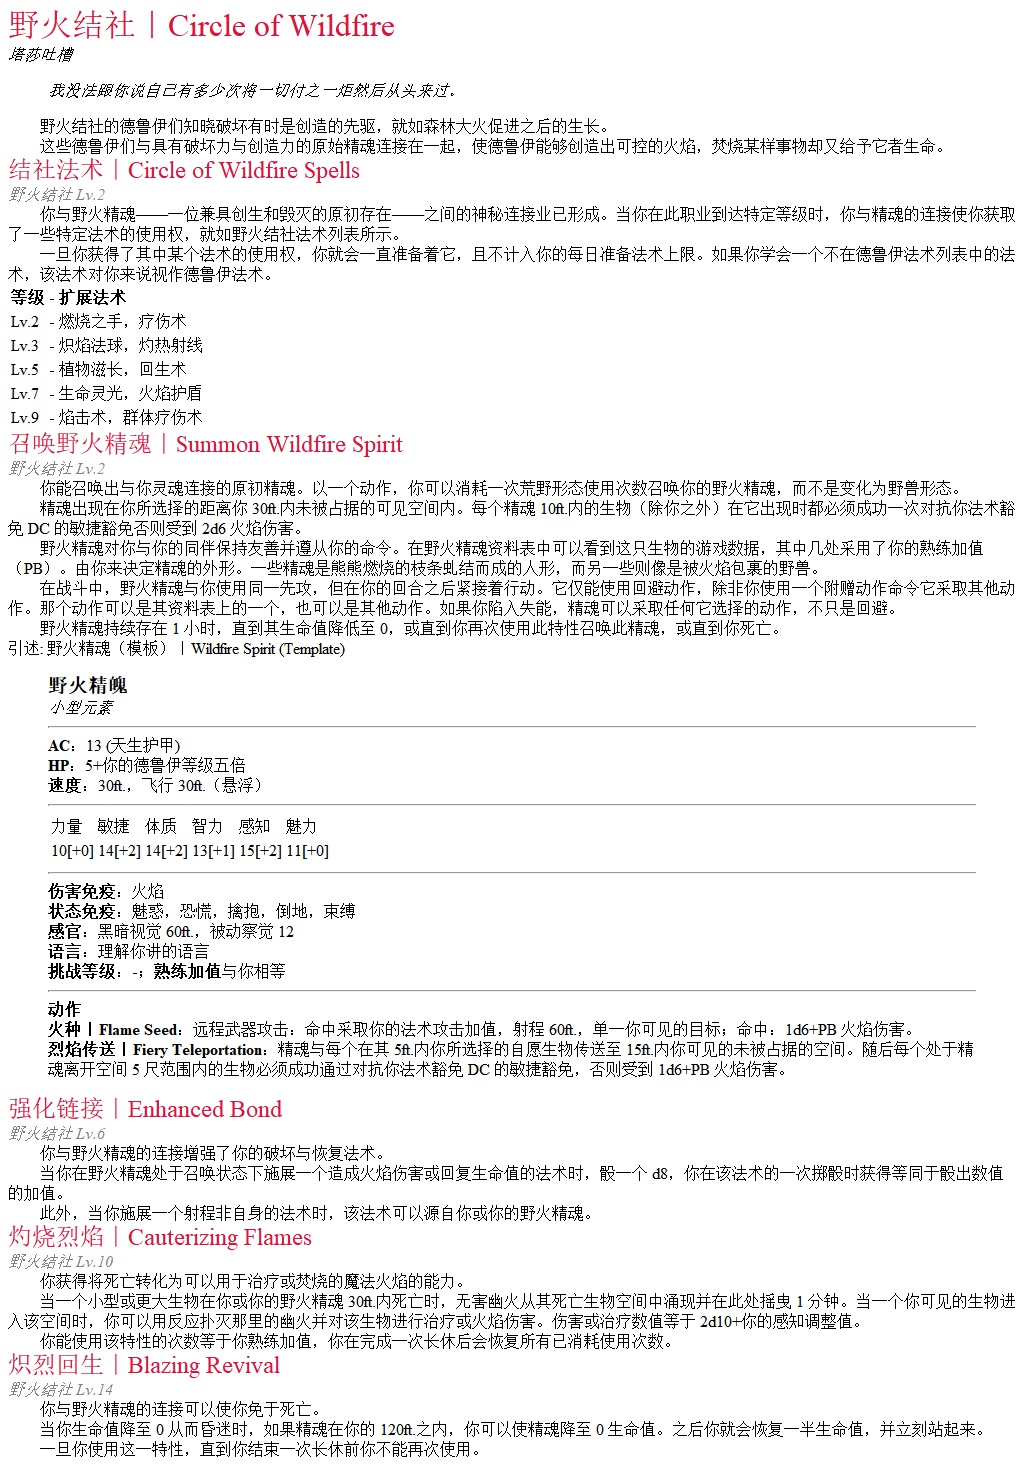 野火结社｜Circle of Wildfire
塔莎吐槽
我没法跟你说自己有多少次将一切付之一炬然后从头来过。
野火结社的德鲁伊们知晓破坏有时是创造的先驱，就如森林大火促进之后的生长。
这些德鲁伊们与具有破坏力与创造力的原始精魂连接在一起，使德鲁伊能够创造出可控的火焰，焚烧某样事物却又给予它者生命。
结社法术｜Circle of Wildfire Spells
野火结社 Lv.2
你与野火精魂——一位兼具创生和毁灭的原初存在——之间的神秘连接业已形成。当你在此职业到达特定等级时，你与精魂的连接使你获取
了一些特定法术的使用权，就如野火结社法术列表所示。
一旦你获得了其中某个法术的使用权，你就会一直准备着它，且不计入你的每日准备法术上限。如果你学会一个不在德鲁伊法术列表中的法
术，该法术对你来说视作德鲁伊法术。
等级 - 扩展法术
Lv.2 - 燃烧之手，疗伤术
Lv.3 - 炽焰法球，灼热射线
Lv.5 - 植物滋长，回生术
Lv.7 - 生命灵光，火焰护盾
Lv.9 - 焰击术，群体疗伤术
召唤野火精魂｜Summon Wildfire Spirit
野火结社 Lv.2
你能召唤出与你灵魂连接的原初精魂。以一个动作，你可以消耗一次荒野形态使用次数召唤你的野火精魂，而不是变化为野兽形态。
精魂出现在你所选择的距离你 30ft.内未被占据的可见空间内。每个精魂 10ft.内的生物（除你之外）在它出现时都必须成功一次对抗你法术豁
免 DC 的敏捷豁免否则受到 2d6 火焰伤害。
野火精魂对你与你的同伴保持友善并遵从你的命令。在野火精魂资料表中可以看到这只生物的游戏数据，其中几处采用了你的熟练加值
（PB）。由你来决定精魂的外形。一些精魂是熊熊燃烧的枝条虬结而成的人形，而另一些则像是被火焰包裹的野兽。
在战斗中，野火精魂与你使用同一先攻，但在你的回合之后紧接着行动。它仅能使用回避动作，除非你使用一个附赠动作命令它采取其他动
作。那个动作可以是其资料表上的一个，也可以是其他动作。如果你陷入失能，精魂可以采取任何它选择的动作，不只是回避。
野火精魂持续存在 1 小时，直到其生命值降低至 0，或直到你再次使用此特性召唤此精魂，或直到你死亡。
引述: 野火精魂（模板）｜Wildfire Spirit (Template)
野火精魄
小型元素
AC：13 (天生护甲)
HP：5+你的德鲁伊等级五倍
速度：30ft.，飞行 30ft.（悬浮）
力量 敏捷 体质 智力 感知 魅力
10[+0] 14[+2] 14[+2] 13[+1] 15[+2] 11[+0]
伤害免疫：火焰
状态免疫：魅惑，恐慌，擒抱，倒地，束缚
感官：黑暗视觉 60ft.，被动察觉 12
语言：理解你讲的语言
挑战等级：-；熟练加值与你相等
动作
火种｜Flame Seed：远程武器攻击：命中采取你的法术攻击加值，射程 60ft.，单一你可见的目标；命中：1d6+PB 火焰伤害。
烈焰传送｜Fiery Teleportation：精魂与每个在其 5ft.内你所选择的自愿生物传送至 15ft.内你可见的未被占据的空间。随后每个处于精
魂离开空间 5 尺范围内的生物必须成功通过对抗你法术豁免 DC 的敏捷豁免，否则受到 1d6+PB 火焰伤害。
强化链接｜Enhanced Bond
野火结社 Lv.6
你与野火精魂的连接增强了你的破坏与恢复法术。
当你在野火精魂处于召唤状态下施展一个造成火焰伤害或回复生命值的法术时，骰一个 d8，你在该法术的一次掷骰时获得等同于骰出数值
的加值。
此外，当你施展一个射程非自身的法术时，该法术可以源自你或你的野火精魂。
灼烧烈焰｜Cauterizing Flames
野火结社 Lv.10
你获得将死亡转化为可以用于治疗或焚烧的魔法火焰的能力。
当一个小型或更大生物在你或你的野火精魂 30ft.内死亡时，无害幽火从其死亡生物空间中涌现并在此处摇曳 1 分钟。当一个你可见的生物进
入该空间时，你可以用反应扑灭那里的幽火并对该生物进行治疗或火焰伤害。伤害或治疗数值等于 2d10+你的感知调整值。
你能使用该特性的次数等于你熟练加值，你在完成一次长休后会恢复所有已消耗使用次数。
炽烈回生｜Blazing Revival
野火结社 Lv.14
你与野火精魂的连接可以使你免于死亡。
当你生命值降至 0 从而昏迷时，如果精魂在你的 120ft.之内，你可以使精魂降至 0 生命值。之后你就会恢复一半生命值，并立刻站起来。
一旦你使用这一特性，直到你结束一次长休前你不能再次使用。